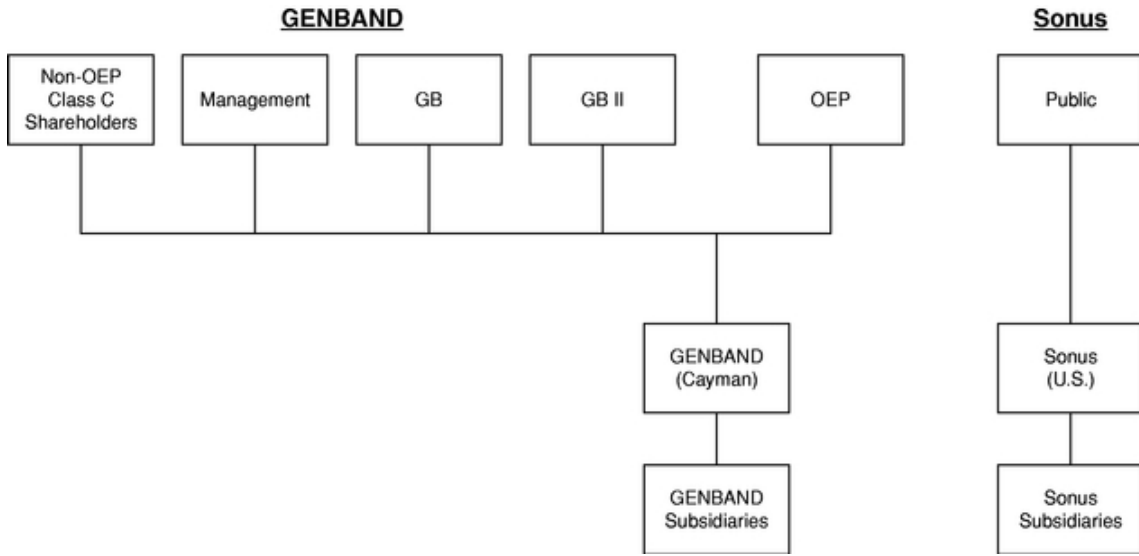 GENBAND
Sonus
Non-OEP
Class C
Shareholders
Management
GB
GB II
OEP
Public
GENBAND
(Cayman)
Sonus
(U.S.)
GENBAND
Subsidiaries
Sonus
Subsidiaries